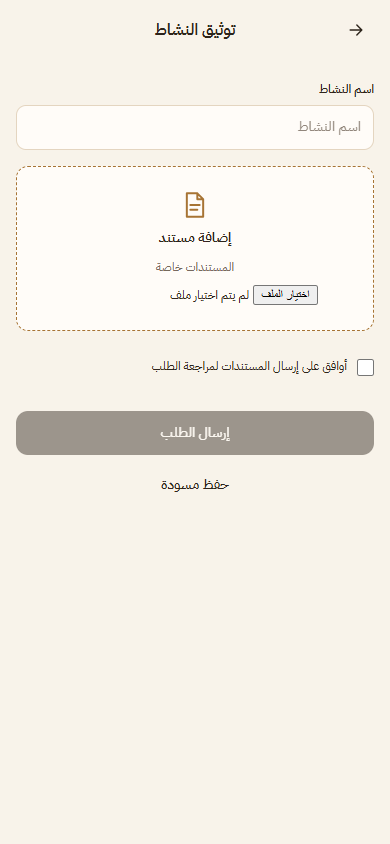 توثيق النشاط
اسم النشاط
اسم النشاط
إضافة مستند
المستندات خاصة
اختيار الملف لم يتم اختيار ملف
أوافق على إرسال المستندات لمراجعة الطلب
إرسال الطلب
حفظ مسودة